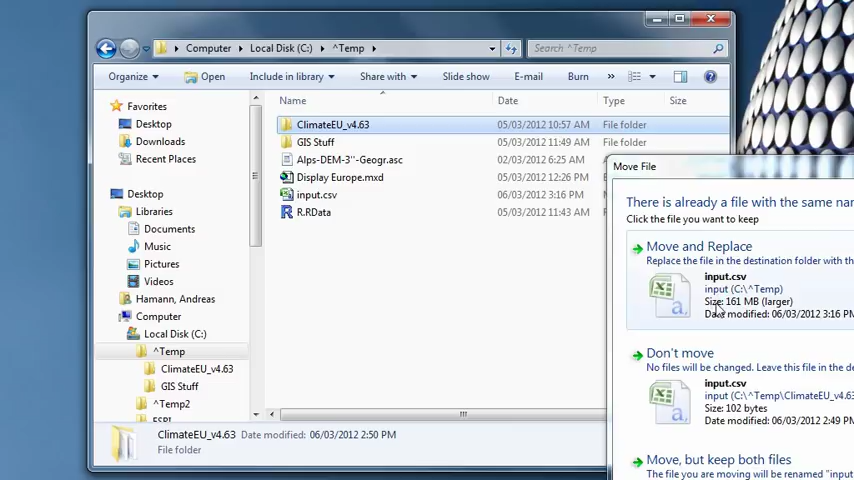 Computer ▸ Local Disk (C:) ▸ ^Temp ▸
Search ^Temp
Organize Open Include in library Share with Slide show E-mail Burn »
Favorites
Desktop
Downloads
Recent Places
Desktop
Libraries
Documents
Music
Pictures
Videos
Hamann, Andreas
Computer
Local Disk (C:)
^Temp
ClimateEU_v4.63
GIS Stuff
^Temp2
Name Date Type Size
ClimateEU_v4.63 05/03/2012 10:57 AM File folder
GIS Stuff 05/03/2012 11:49 AM File folder
Alps-DEM-3"-Geogr.asc 02/03/2012 6:25 AM
Display Europe.mxd 05/03/2012 12:26 PM
input.csv 06/03/2012 3:16 PM
R.RData 05/03/2012 11:43 AM
ClimateEU_v4.63 Date modified: 06/03/2012 2:50 PM
File folder
Move File
There is already a file with the same na
Click the file you want to keep
Move and Replace
Replace the file in the destination folder with th
input.csv
input (C:\^Temp)
Size: 161 MB (larger)
Date modified: 06/03/2012 3:16 PM
Don't move
No files will be changed. Leave this file in the de
input.csv
input (C:\^Temp\ClimateEU_v4.63
Size: 102 bytes
Date modified: 06/03/2012 2:49 PM
Move, but keep both files
The file you are moving will be renamed "input